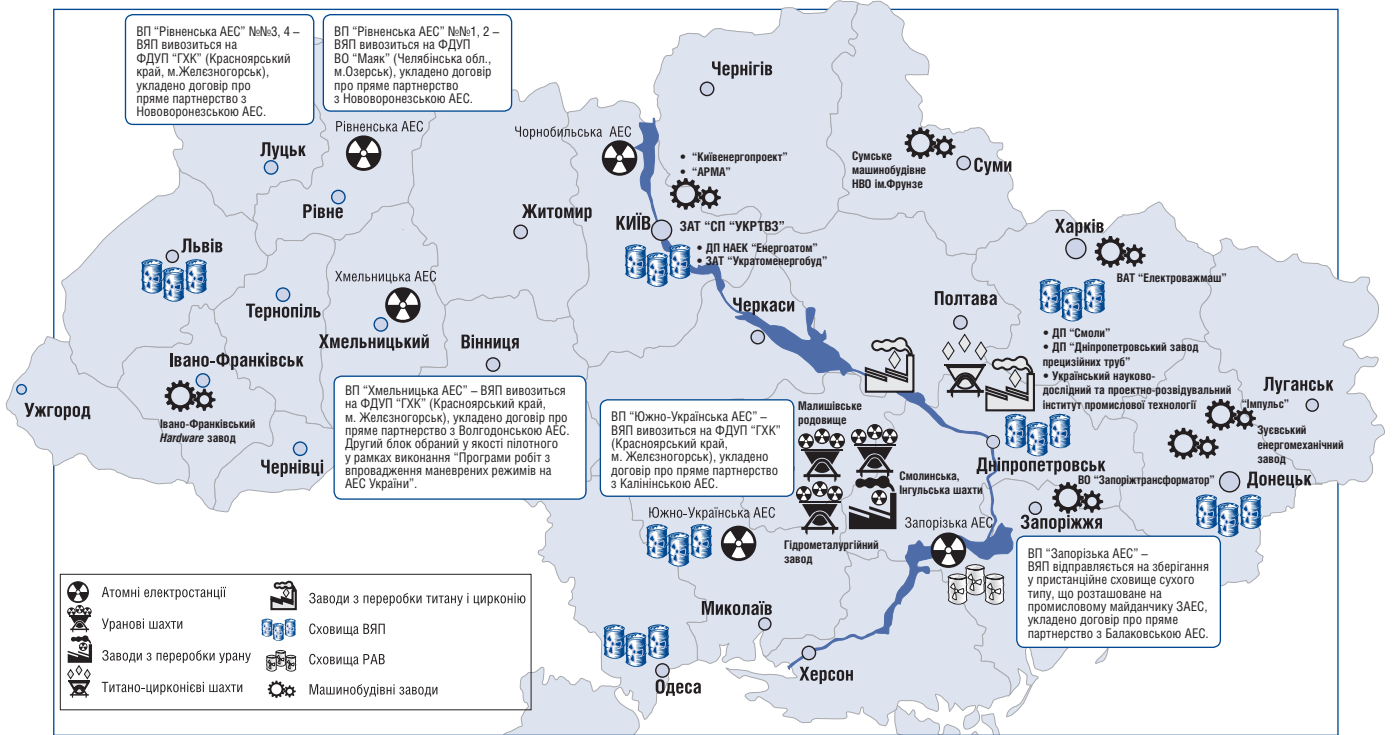 ВП “Рівненська АЕС” №№3, 4 –
ВЯП вивозиться на
ФДУП “ГХК” (Красноярський
край, м.Желєзногорськ),
укладено договір про
пряме партнерство з
Нововоронезською АЕС.
ВП “Рівненська АЕС” №№1, 2 –
ВЯП вивозиться на ФДУП
ВО “Маяк” (Челябінська обл.,
м.Озерськ), укладено договір
про пряме партнерство
з Нововоронезською АЕС.
Чернігів
Рівненська АЕС
Чорнобильська АЕС
Луцьк
• “Київенергопроект”
• “АРМА”
Сумське
машинобудівне
НВО ім.Фрунзе
Суми
Рівне
Житомир
КИЇВ
ЗАТ “СП “УКРТВЗ”
• ДП НАЕК “Енергоатом”
• ЗАТ “Укратоменергобуд”
Харків
ВАТ “Електроважмаш”
Львів
Хмельницька АЕС
Тернопіль
Хмельницький
Вінниця
Черкаси
Полтава
• ДП “Смоли”
• ДП “Дніпропетровський завод
прецизійних труб”
• Український науково-
дослідний та проектно-розвідувальний
інститут промислової технології
Івано-Франківськ
Ужгород
Івано-Франківський
Hardware завод
Чернівці
ВП “Хмельницька АЕС” – ВЯП вивозиться
на ФДУП “ГХК” (Красноярський край,
м. Желєзногорськ), укладено договір про
пряме партнерство з Волгодонською АЕС.
Другий блок обраний у якості пілотного
у рамках виконання “Програми робіт з
впровадження маневрених режимів на
АЕС України”.
ВП “Южно-Українська АЕС” –
ВЯП вивозиться на ФДУП “ГХК”
(Красноярський край,
м. Желєзногорськ), укладено
договір про пряме партнерство
з Калінінською АЕС.
Малишівське
родовище
Луганськ
“Імпульс”
Зуєвський
енергомеханічний
завод
Дніпропетровськ
Смолинська,
Інгульська шахти
ВО “Запоріжтрансформатор”
Донецьк
Южно-Українська АЕС
Гідрометалургійний
завод
Запорізька АЕС
Запоріжжя
ВП “Запорізька АЕС” –
ВЯП відправляється на зберігання
у пристанційне сховище сухого
типу, що розташоване на
промисловому майданчику ЗАЕС,
укладено договір про пряме
партнерство з Балаковською АЕС.
Миколаїв
Херсон
Одеса
Атомні електростанції
Уранові шахти
Заводи з переробки урану
Титано-цирконієві шахти
Заводи з переробки титану і цирконію
Сховища ВЯП
Сховища РАВ
Машинобудівні заводи